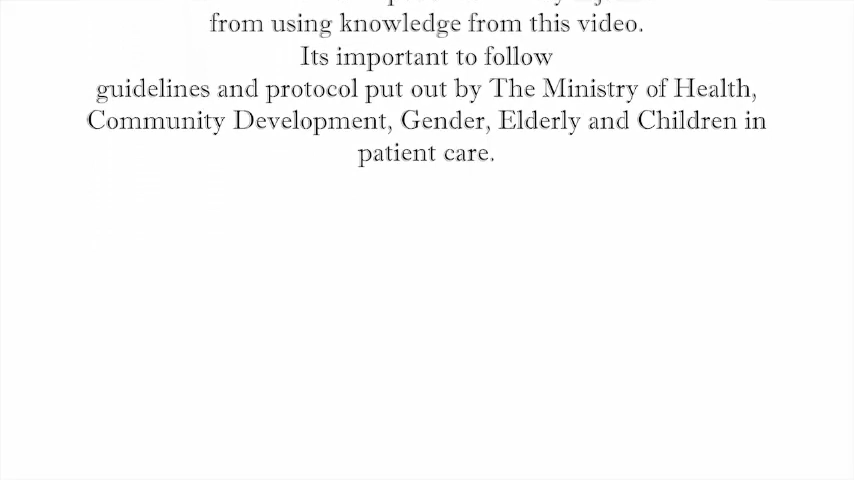 from using knowledge from this video.
Its important to follow
guidelines and protocol put out by The Ministry of Health,
Community Development, Gender, Elderly and Children in
patient care.